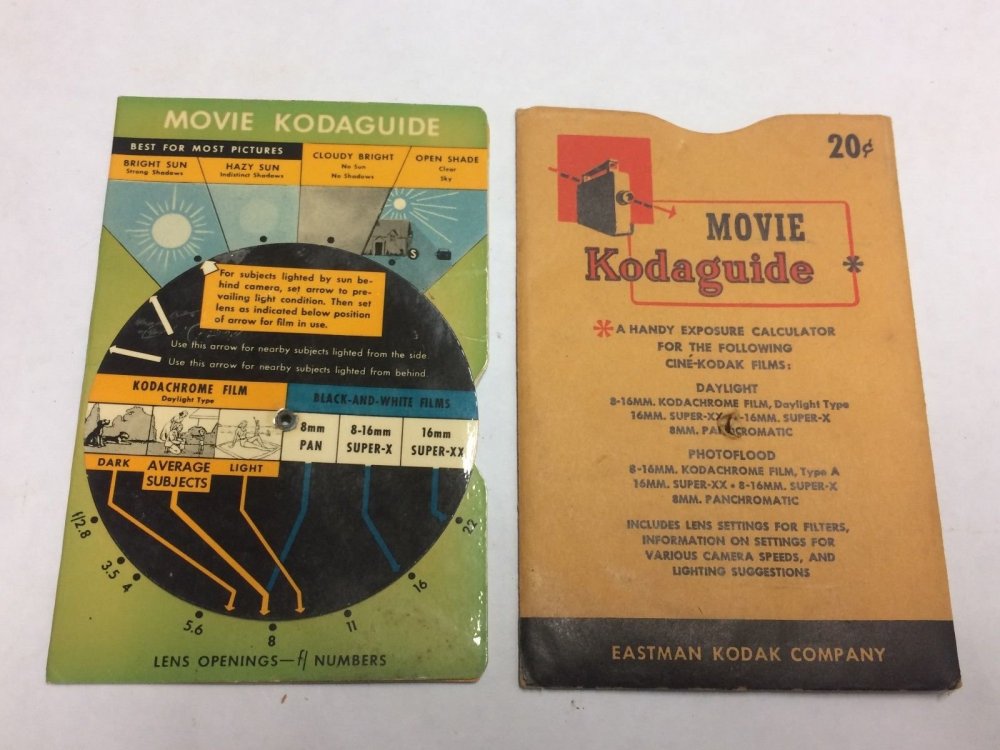 MOVIE KODAGUIDE
BEST FOR MOST PICTURES
BRIGHT SUN
Strong Shadows
HAZY SUN
Indistinct Shadows
CLOUDY BRIGHT
No Sun
No Shadows
OPEN SHADE
Clear
Sky
S
For subjects lighted by sun be-
hind camera, set arrow to pre-
vailing light condition. Then set
lens as indicated below position
of arrow for film in use.
Use this arrow for nearby subjects lighted from the side.
Use this arrow for nearby subjects lighted from behind.
KODACHROME FILM
Daylight Type
BLACK-AND-WHITE FILMS
8mm
PAN
8-16mm
SUPER-X
16mm
SUPER-XX
DARK
AVERAGE
SUBJECTS
LIGHT
f/2.8
3.5
4
5.6
8
11
16
22
LENS OPENINGS—f/ NUMBERS
20¢
MOVIE
Kodaguide *
* A HANDY EXPOSURE CALCULATOR
FOR THE FOLLOWING
CINÉ-KODAK FILMS:
DAYLIGHT
8-16MM. KODACHROME FILM, Daylight Type
16MM. SUPER-XX • 8-16MM. SUPER-X
8MM. PANCHROMATIC
PHOTOFLOOD
8-16MM. KODACHROME FILM, Type A
16MM. SUPER-XX • 8-16MM. SUPER-X
8MM. PANCHROMATIC
INCLUDES LENS SETTINGS FOR FILTERS,
INFORMATION ON SETTINGS FOR
VARIOUS CAMERA SPEEDS, AND
LIGHTING SUGGESTIONS
EASTMAN KODAK COMPANY